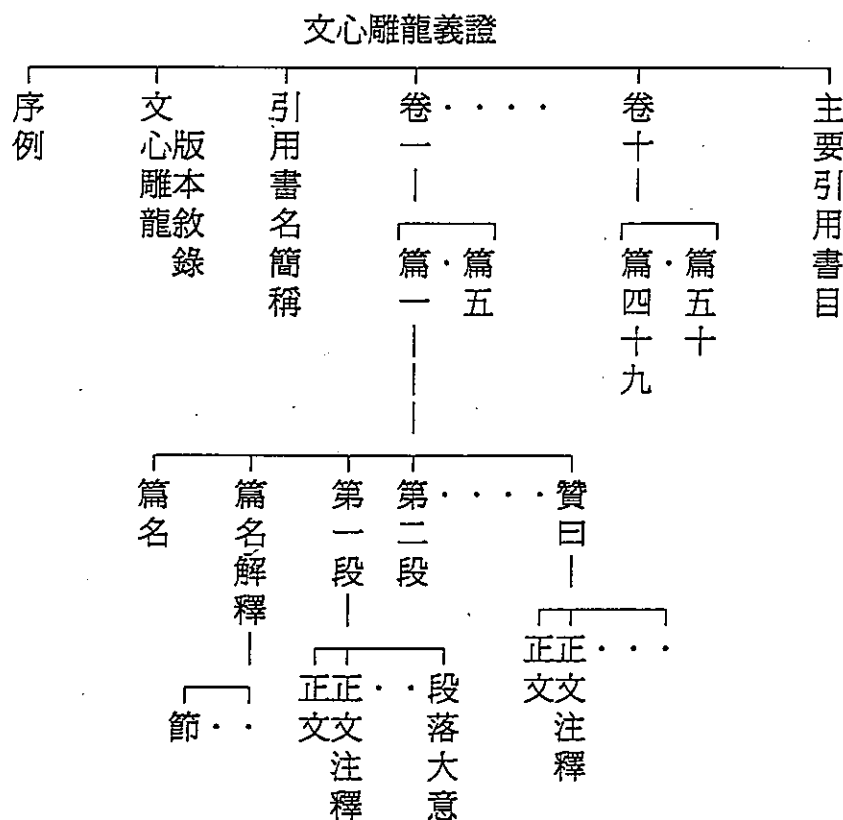 文心雕龍義證
序例
文心雕龍
版本敘錄
引用書名簡稱
卷一
····
卷十
主要引用書目
篇一
·
篇五
篇四十九
·
篇五十
篇名
篇名解釋
第一段
第二段
····
贊曰
節
··
正文
正文注釋
··
段落大意
正文
正文注釋
···